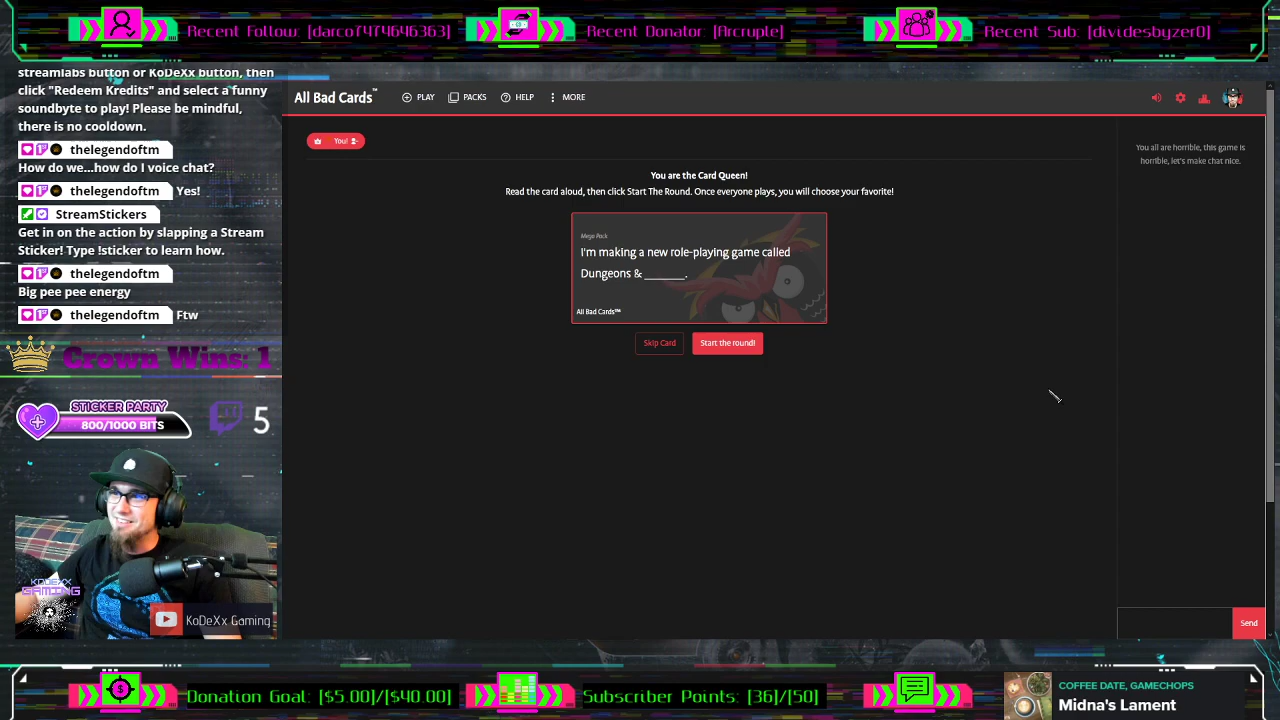 Recent Follow: [darco7474646363]
Recent Donator: [Arcruple]
Recent Sub: [dividesbyzer0]
streamlabs button or KoDeXx button, then
click "Redeem Kredits" and select a funny
soundbyte to play! Please be mindful,
there is no cooldown.
thelegendoftm
How do we...how do I voice chat?
thelegendoftm Yes!
StreamStickers
Get in on the action by slapping a Stream
Sticker! Type !sticker to learn how.
thelegendoftm
Big pee pee energy
thelegendoftm Ftw
Crown Wins: 1
STICKER PARTY
800/1000 BITS
5
KODEXX
GAMING
KoDeXx Gaming
All Bad Cards™
PLAY
PACKS
HELP
MORE
You!
You are the Card Queen!
Read the card aloud, then click Start The Round. Once everyone plays, you will choose your favorite!
Mega Pack
I'm making a new role-playing game called
Dungeons & _______.
All Bad Cards™
Skip Card
Start the round!
You all are horrible, this game is
horrible, let's make chat nice.
Send
Donation Goal: [$5.00]/[$40.00]
Subscriber Points: [36]/[50]
COFFEE DATE, GAMECHOPS
Midna's Lament